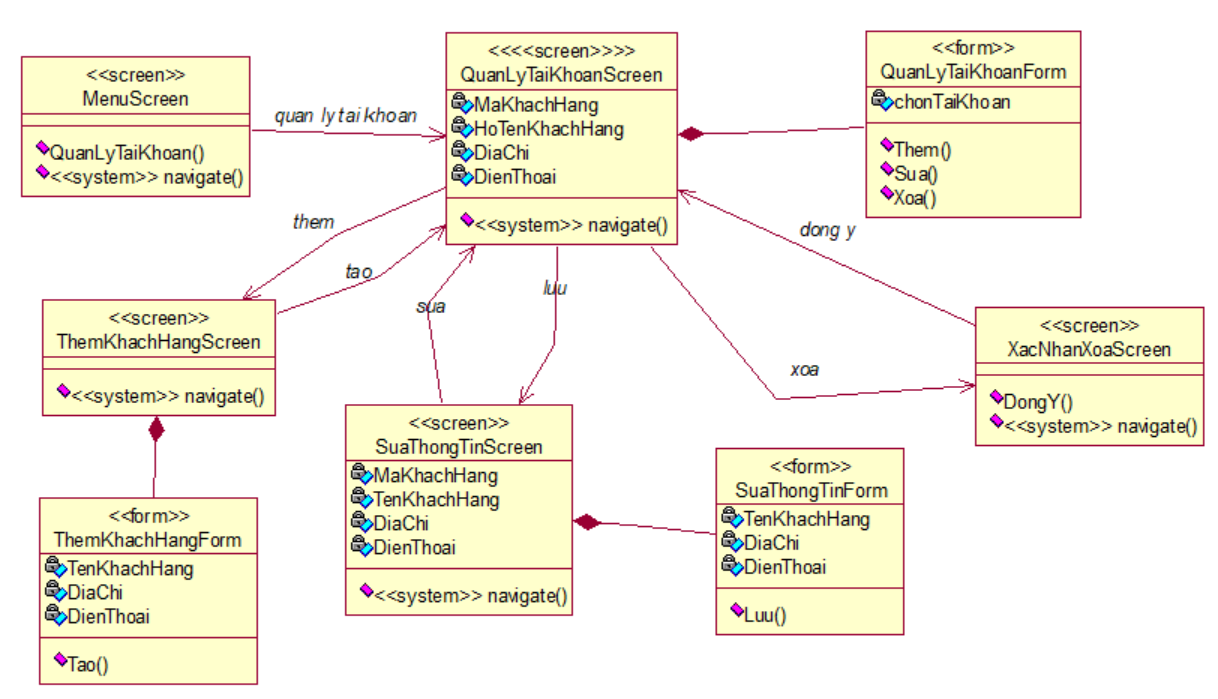 <<screen>>
MenuScreen
QuanLyTaiKhoan()
<<system>> navigate()
quan ly tai khoan
<<<<screen>>>>
QuanLyTaiKhoanScreen
MaKhachHang
HoTenKhachHang
DiaChi
DienThoai
<<system>> navigate()
<<form>>
QuanLyTaiKhoanForm
chonTaiKhoan
Them()
Sua()
Xoa()
them
tao
sua
luu
xoa
dong y
<<screen>>
ThemKhachHangScreen
<<system>> navigate()
<<screen>>
XacNhanXoaScreen
DongY()
<<system>> navigate()
<<screen>>
SuaThongTinScreen
MaKhachHang
TenKhachHang
DiaChi
DienThoai
<<system>> navigate()
<<form>>
SuaThongTinForm
TenKhachHang
DiaChi
DienThoai
Luu()
<<form>>
ThemKhachHangForm
TenKhachHang
DiaChi
DienThoai
Tao()